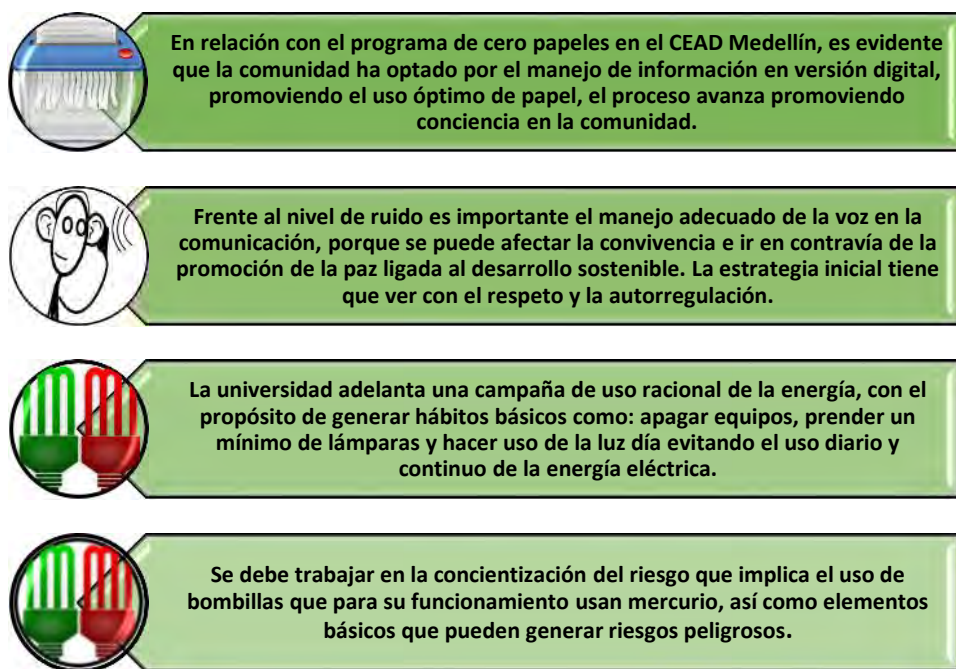 En relación con el programa de cero papeles en el CEAD Medellín, es evidente
que la comunidad ha optado por el manejo de información en versión digital,
promoviendo el uso óptimo de papel, el proceso avanza promoviendo
conciencia en la comunidad.
Frente al nivel de ruido es importante el manejo adecuado de la voz en la
comunicación, porque se puede afectar la convivencia e ir en contravía de la
promoción de la paz ligada al desarrollo sostenible. La estrategia inicial tiene
que ver con el respeto y la autorregulación.
La universidad adelanta una campaña de uso racional de la energía, con el
propósito de generar hábitos básicos como: apagar equipos, prender un
mínimo de lámparas y hacer uso de la luz día evitando el uso diario y
continuo de la energía eléctrica.
Se debe trabajar en la concientización del riesgo que implica el uso de
bombillas que para su funcionamiento usan mercurio, así como elementos
básicos que pueden generar riesgos peligrosos.